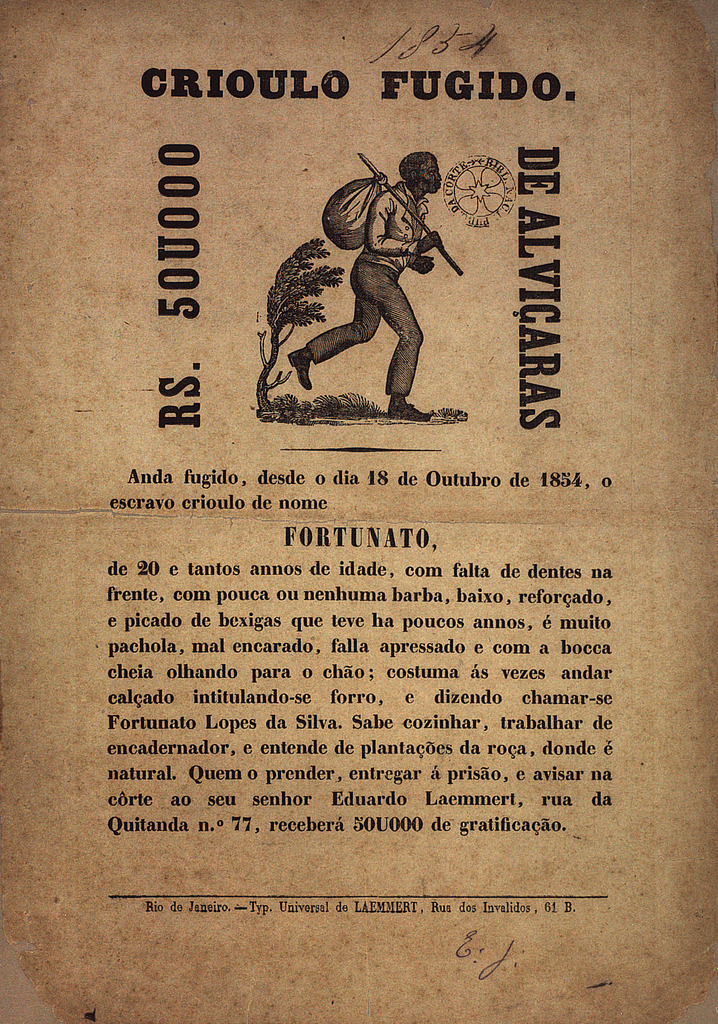 1854
CRIOULO FUGIDO.
RS. 50U000
DE ALVIÇARAS
DA CORTE BIBL. NAC. PUB.
Anda fugido, desde o dia 18 de Outubro de 1854, o
escravo crioulo de nome
FORTUNATO,
de 20 e tantos annos de idade, com falta de dentes na
frente, com pouca ou nenhuma barba, baixo, reforçado,
e picado de bexigas que teve ha poucos annos, é muito
pachola, mal encarado, falla apressado e com a bocca
cheia olhando para o chão; costuma ás vezes andar
calçado intitulando-se forro, e dizendo chamar-se
Fortunato Lopes da Silva. Sabe cozinhar, trabalhar de
encadernador, e entende de plantações da roça, donde é
natural. Quem o prender, entregar á prisão, e avisar na
côrte ao seu senhor Eduardo Laemmert, rua da
Quitanda n.º 77, receberá 50U000 de gratificação.
Rio de Janeiro. — Typ. Universal de LAEMMERT, Rua dos Invalidos, 61 B.
E. J.